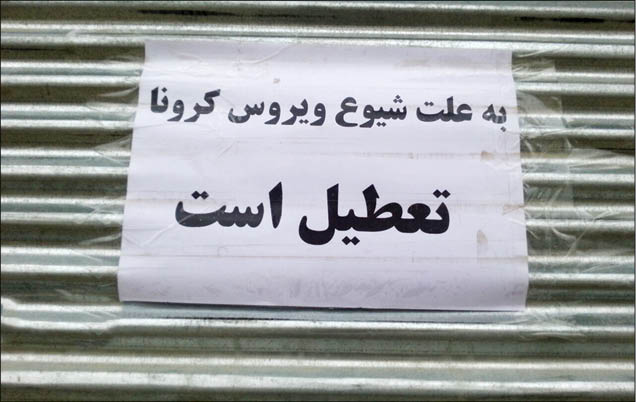 به علت شیوع ویروس کرونا
تعطیل است